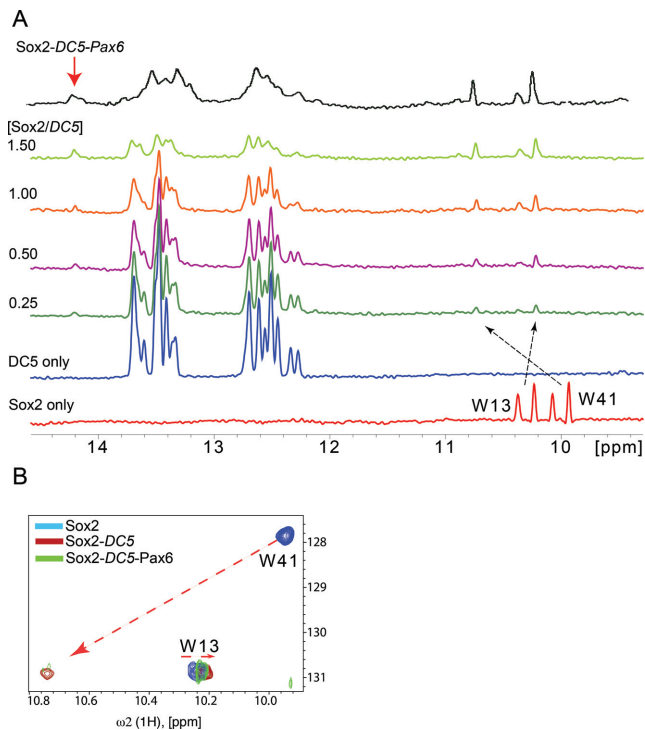 A
Sox2-DC5-Pax6
[Sox2/DC5]
1.50
1.00
0.50
0.25
DC5 only
Sox2 only
W13
W41
14 13 12 11 10 [ppm]
B
Sox2
Sox2-DC5
Sox2-DC5-Pax6
W41
W13
128
129
130
131
10.8 10.6 10.4 10.2 10.0
ω2 (1H), [ppm]